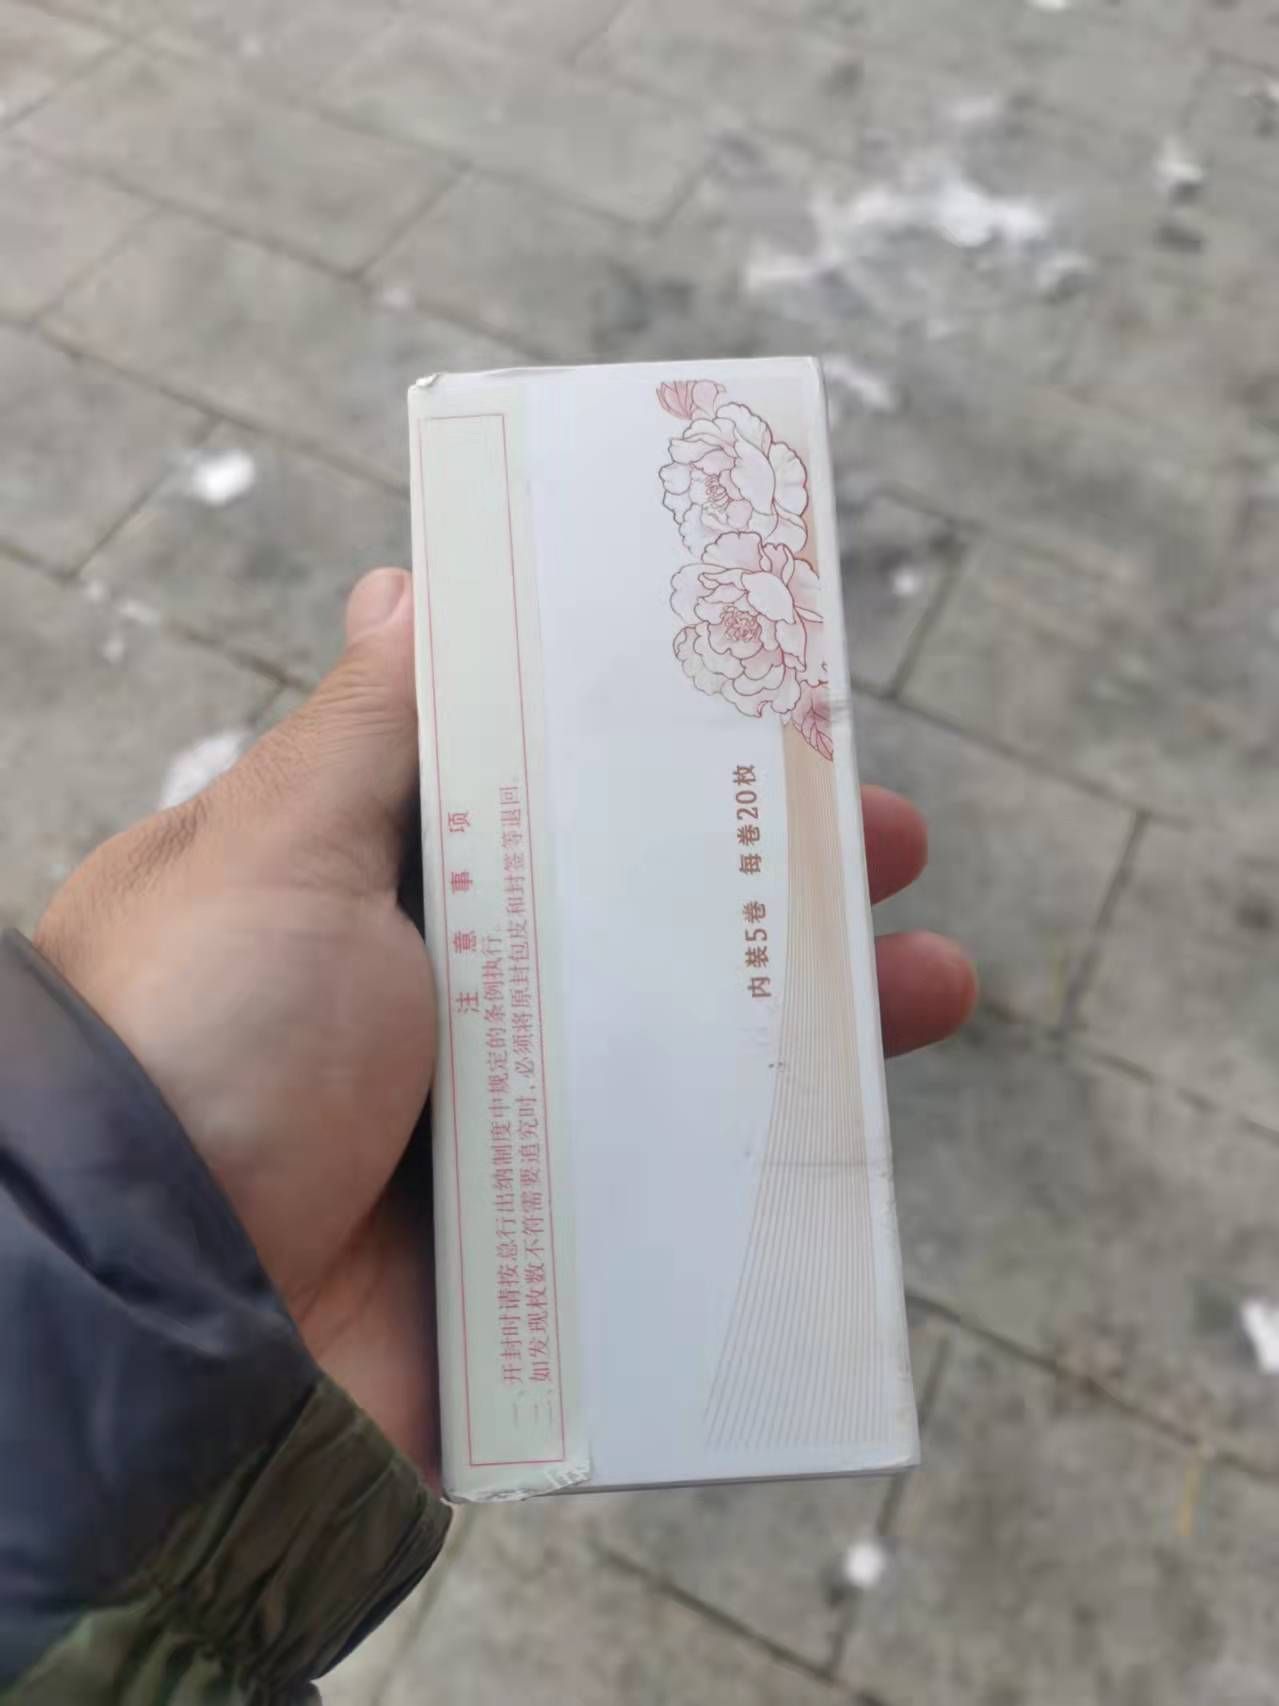 注意事项
一、开封时请按总行出纳制度中规定的条例执行。
二、如发现枚数不符需要追究时，必须将原封包皮和封签等退回。
内装5卷 每卷20枚